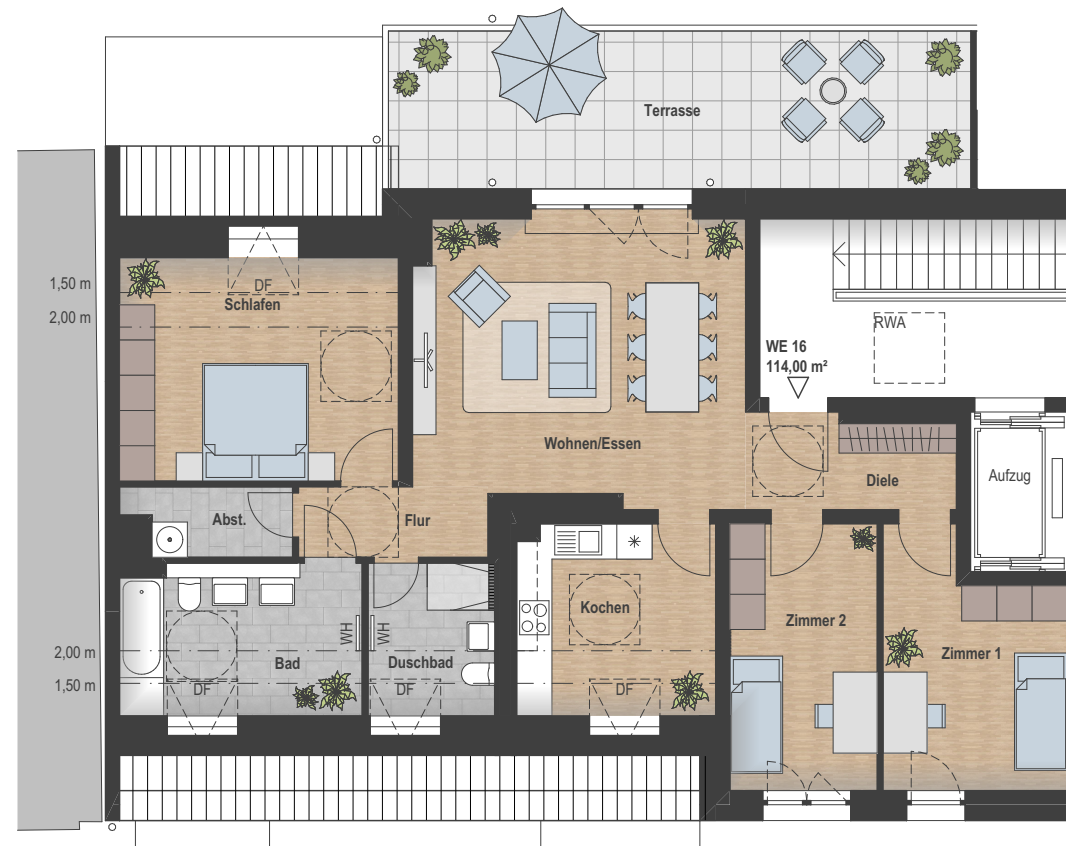 Terrasse
1,50 m
2,00 m
DF
Schlafen
RWA
WE 16
114,00 m²
Wohnen/Essen
Diele
Aufzug
Abst.
Flur
Kochen
Zimmer 2
Zimmer 1
WH
WH
2,00 m
1,50 m
Bad
Duschbad
DF
DF
DF